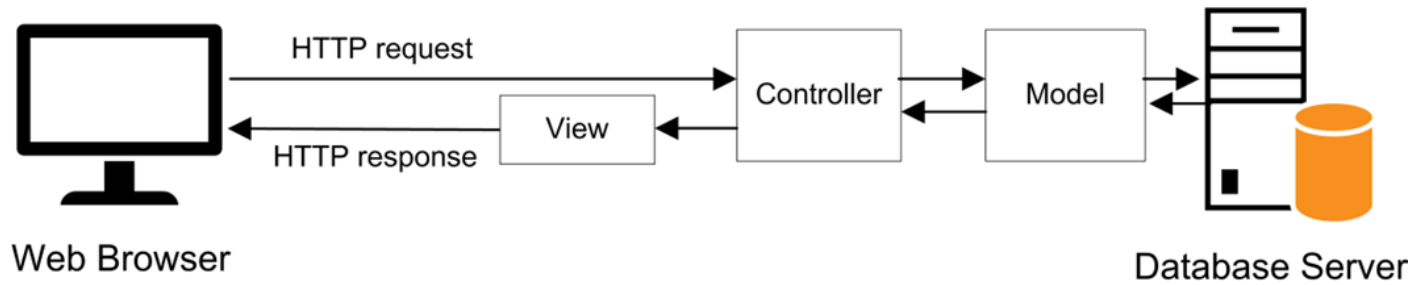 HTTP request
Controller
Model
View
HTTP response
Web Browser
Database Server